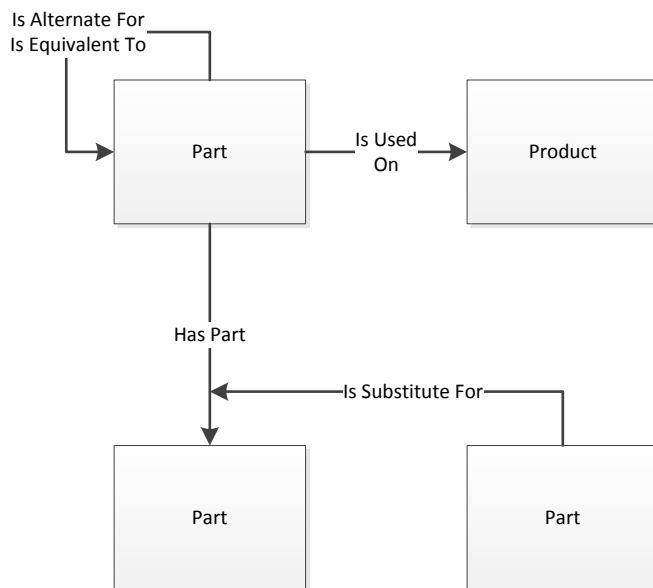 Is Alternate For
Is Equivalent To
Part
Is Used
On
Product
Has Part
Is Substitute For
Part
Part